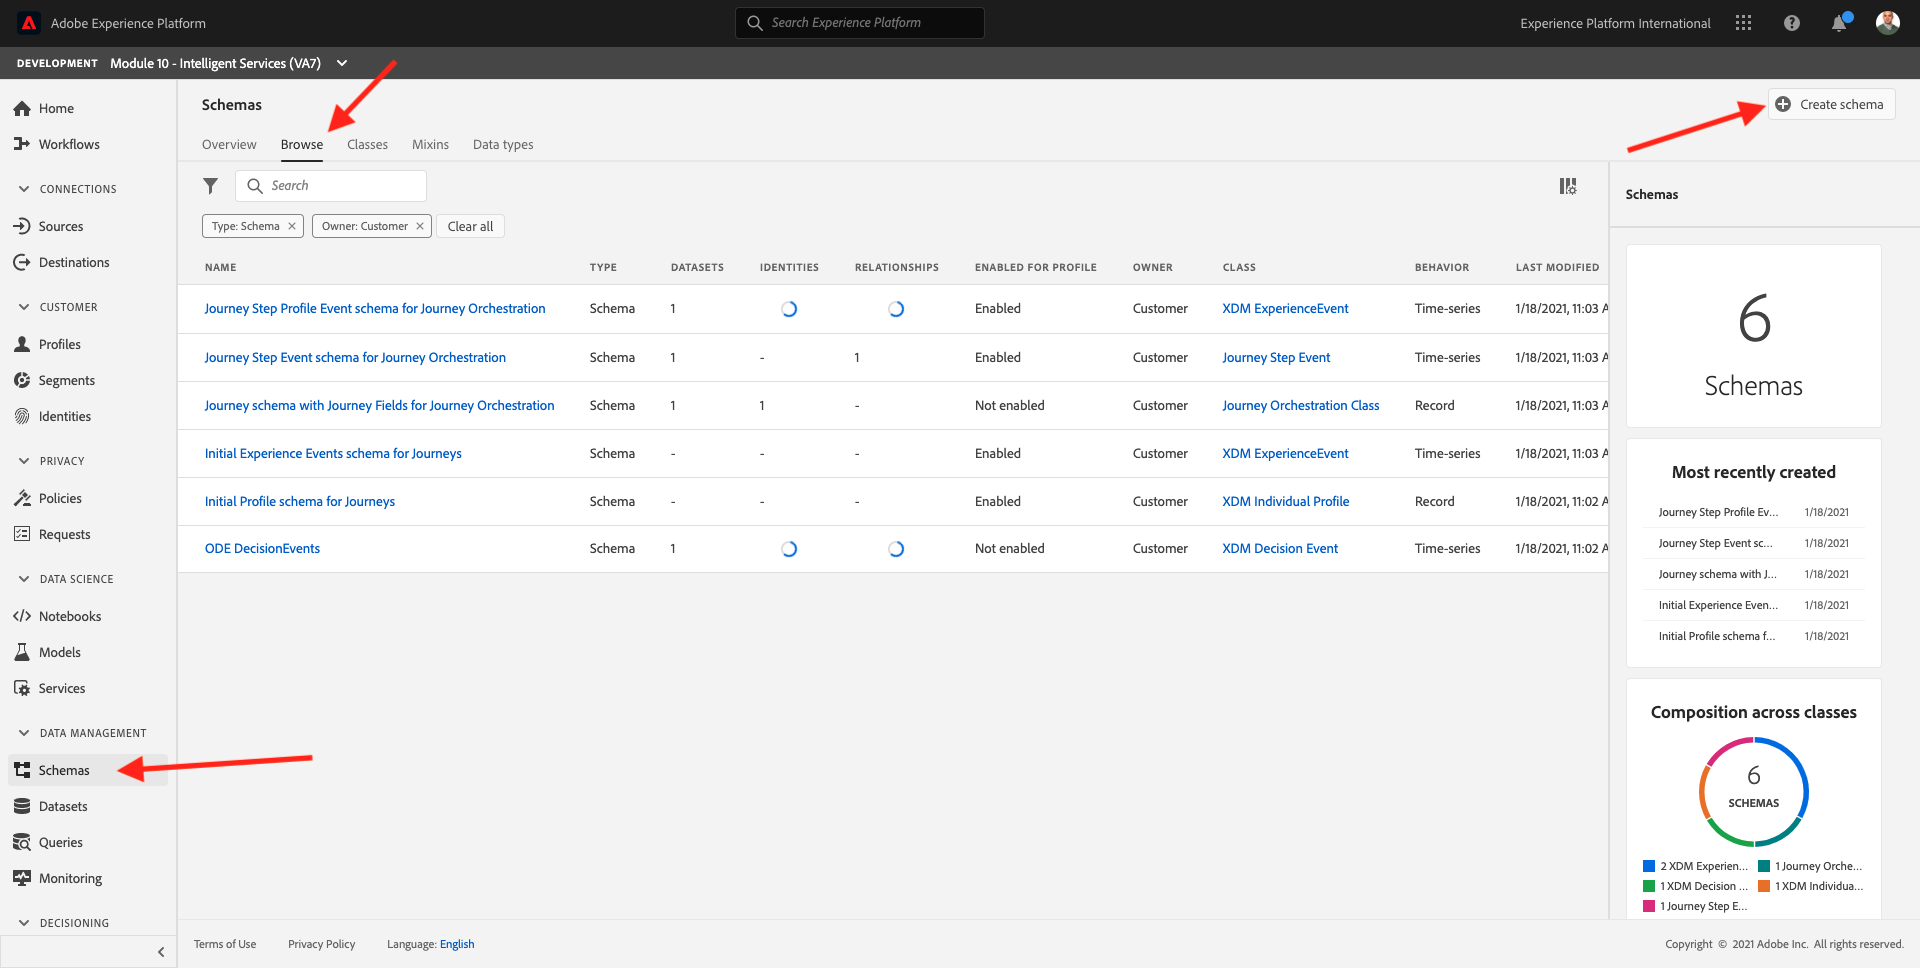 Adobe Experience Platform
Search Experience Platform
Experience Platform International
DEVELOPMENT Module 10 - Intelligent Services (VA7)
Home
Workflows
CONNECTIONS
Sources
Destinations
CUSTOMER
Profiles
Segments
Identities
PRIVACY
Policies
Requests
DATA SCIENCE
Notebooks
Models
Services
DATA MANAGEMENT
Schemas
Datasets
Queries
Monitoring
DECISIONING
Schemas
Create schema
Overview Browse Classes Mixins Data types
Search
Type: Schema × Owner: Customer × Clear all
NAME TYPE DATASETS IDENTITIES RELATIONSHIPS ENABLED FOR PROFILE OWNER CLASS BEHAVIOR LAST MODIFIED
Journey Step Profile Event schema for Journey Orchestration Schema 1 Enabled Customer XDM ExperienceEvent Time-series 1/18/2021, 11:03 A
Journey Step Event schema for Journey Orchestration Schema 1 - 1 Enabled Customer Journey Step Event Time-series 1/18/2021, 11:03 A
Journey schema with Journey Fields for Journey Orchestration Schema 1 1 - Not enabled Customer Journey Orchestration Class Record 1/18/2021, 11:03 A
Initial Experience Events schema for Journeys Schema - - - Enabled Customer XDM ExperienceEvent Time-series 1/18/2021, 11:03 A
Initial Profile schema for Journeys Schema - - - Enabled Customer XDM Individual Profile Record 1/18/2021, 11:02 A
ODE DecisionEvents Schema 1 Not enabled Customer XDM Decision Event Time-series 1/18/2021, 11:02 A
Schemas
6
Schemas
Most recently created
Journey Step Profile Ev... 1/18/2021
Journey Step Event sc... 1/18/2021
Journey schema with J... 1/18/2021
Initial Experience Even... 1/18/2021
Initial Profile schema f... 1/18/2021
Composition across classes
6
SCHEMAS
2 XDM Experien... 1 Journey Orche...
1 XDM Decision ... 1 XDM Individua...
1 Journey Step E...
Terms of Use Privacy Policy Language: English
Copyright © 2021 Adobe Inc. All rights reserved.